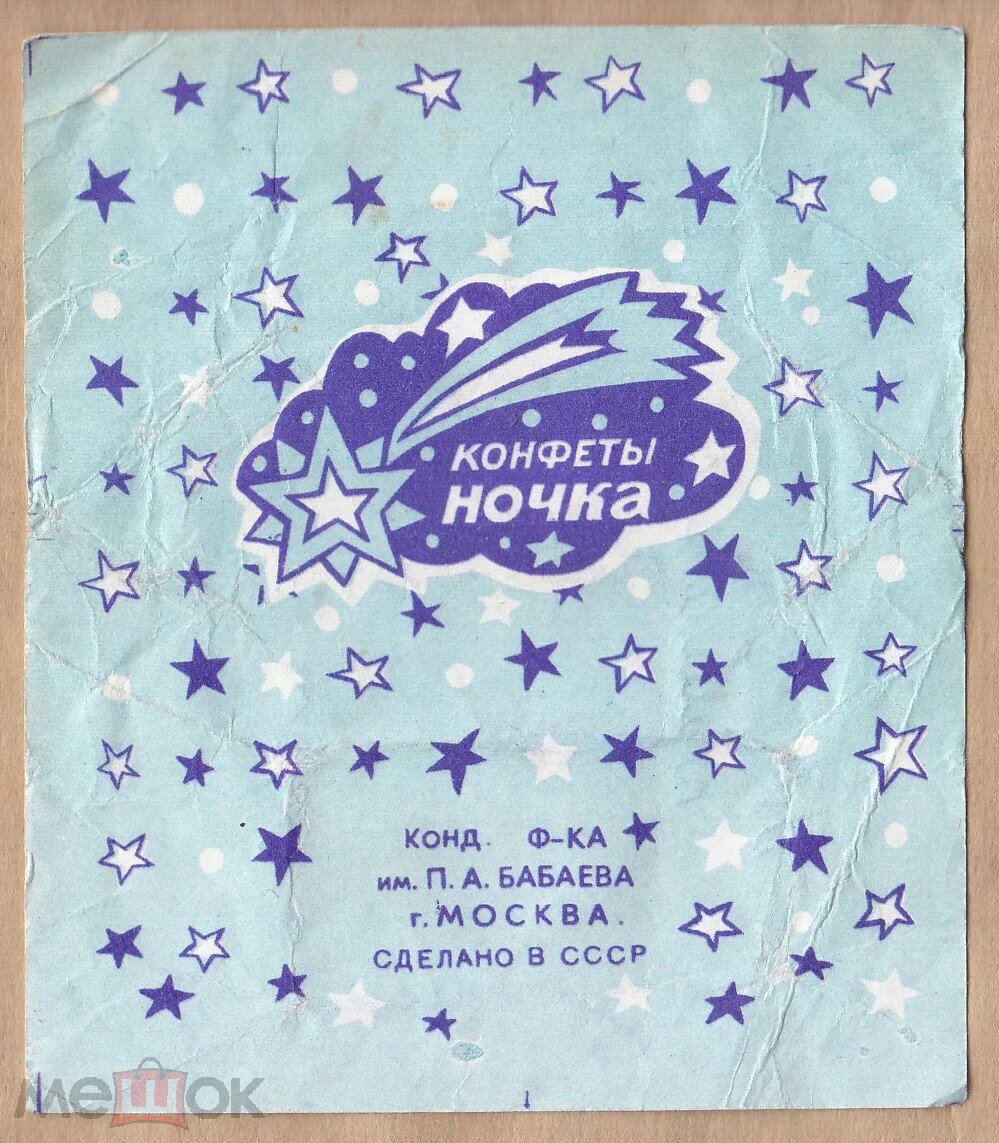 КОНФЕТЫ
НОЧКА
КОНД. Ф-КА
им. П. А. БАБАЕВА
г. МОСКВА.
СДЕЛАНО В СССР
мешок